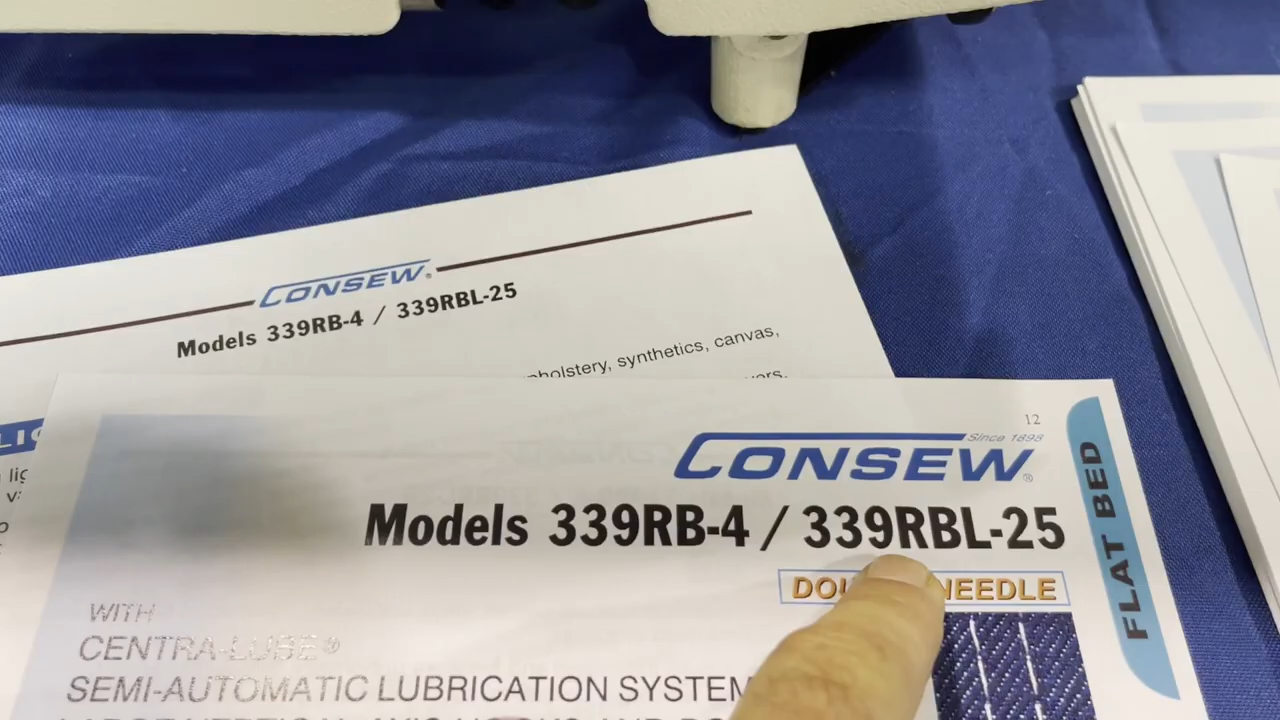 CONSEW®
Models 339RB-4 / 339RBL-25
upholstery, synthetics, canvas,
12
Since 1898
CONSEW®
Models 339RB-4 / 339RBL-25
FLAT BED
NEEDLE
WITH
CENTRA-LUBE®
SEMI-AUTOMATIC LUBRICATION SYSTEM